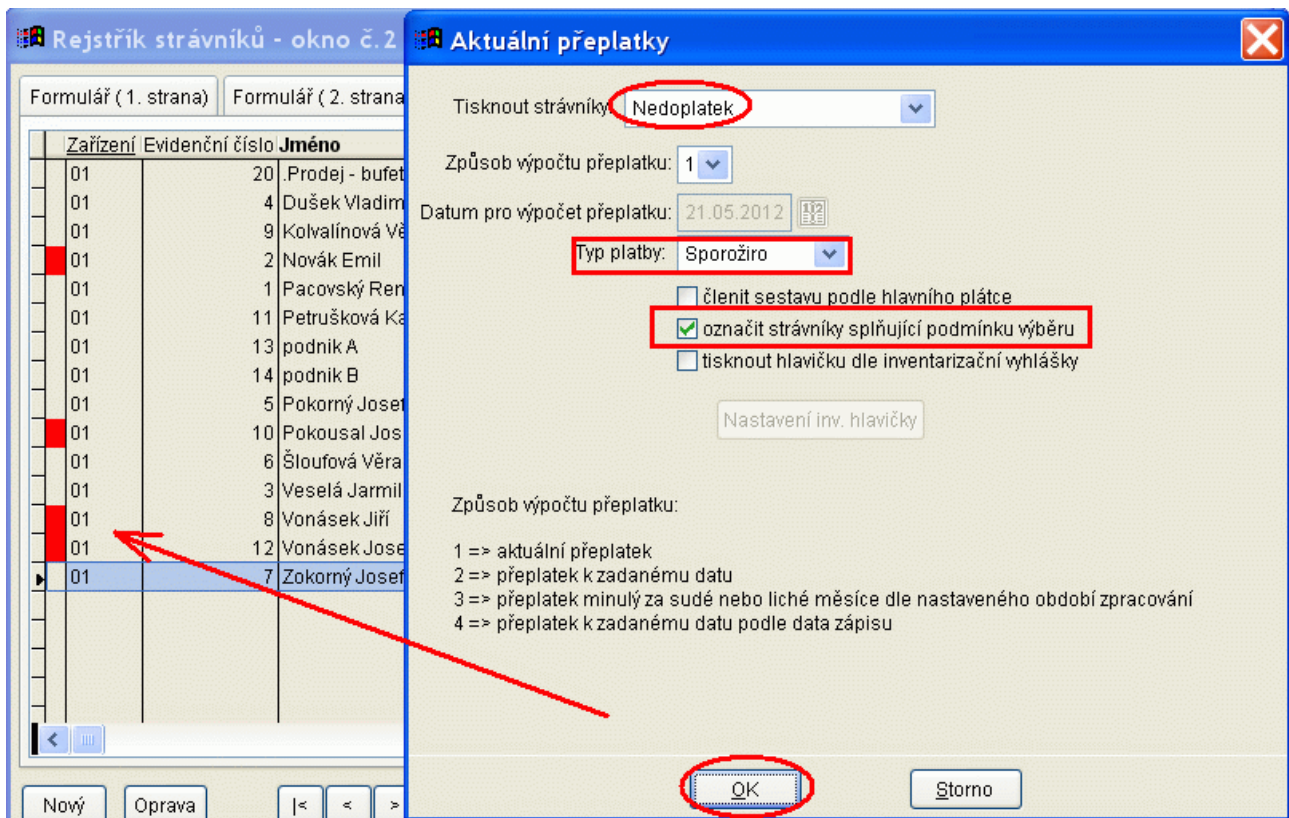 Rejstřík strávníků - okno č.2
Formulář ( 1. strana) Formulář ( 2. strana
Zařízení Evidenční číslo Jméno
01 20 .Prodej - bufet
01 4 Dušek Vladim
01 9 Kolvalínová Vě
01 2 Novák Emil
01 1 Pacovský Ren
01 11 Petrušková Ka
01 13 podnik A
01 14 podnik B
01 5 Pokorný Josef
01 10 Pokousal Jos
01 6 Šloufová Věra
01 3 Veselá Jarmil
01 8 Vonásek Jiří
01 12 Vonásek Jose
01 7 Zokorný Josef
Nový Oprava |< < >
Aktuální přeplatky
Tisknout strávníky: Nedoplatek
Způsob výpočtu přeplatku: 1
Datum pro výpočet přeplatku: 21.05.2012
Typ platby: Sporožiro
členit sestavu podle hlavního plátce
označit strávníky splňující podmínku výběru
tisknout hlavičku dle inventarizační vyhlášky
Nastavení inv. hlavičky
Způsob výpočtu přeplatku:
1 => aktuální přeplatek
2 => přeplatek k zadanému datu
3 => přeplatek minulý za sudé nebo liché měsíce dle nastaveného období zpracování
4 => přeplatek k zadanému datu podle data zápisu
OK Storno